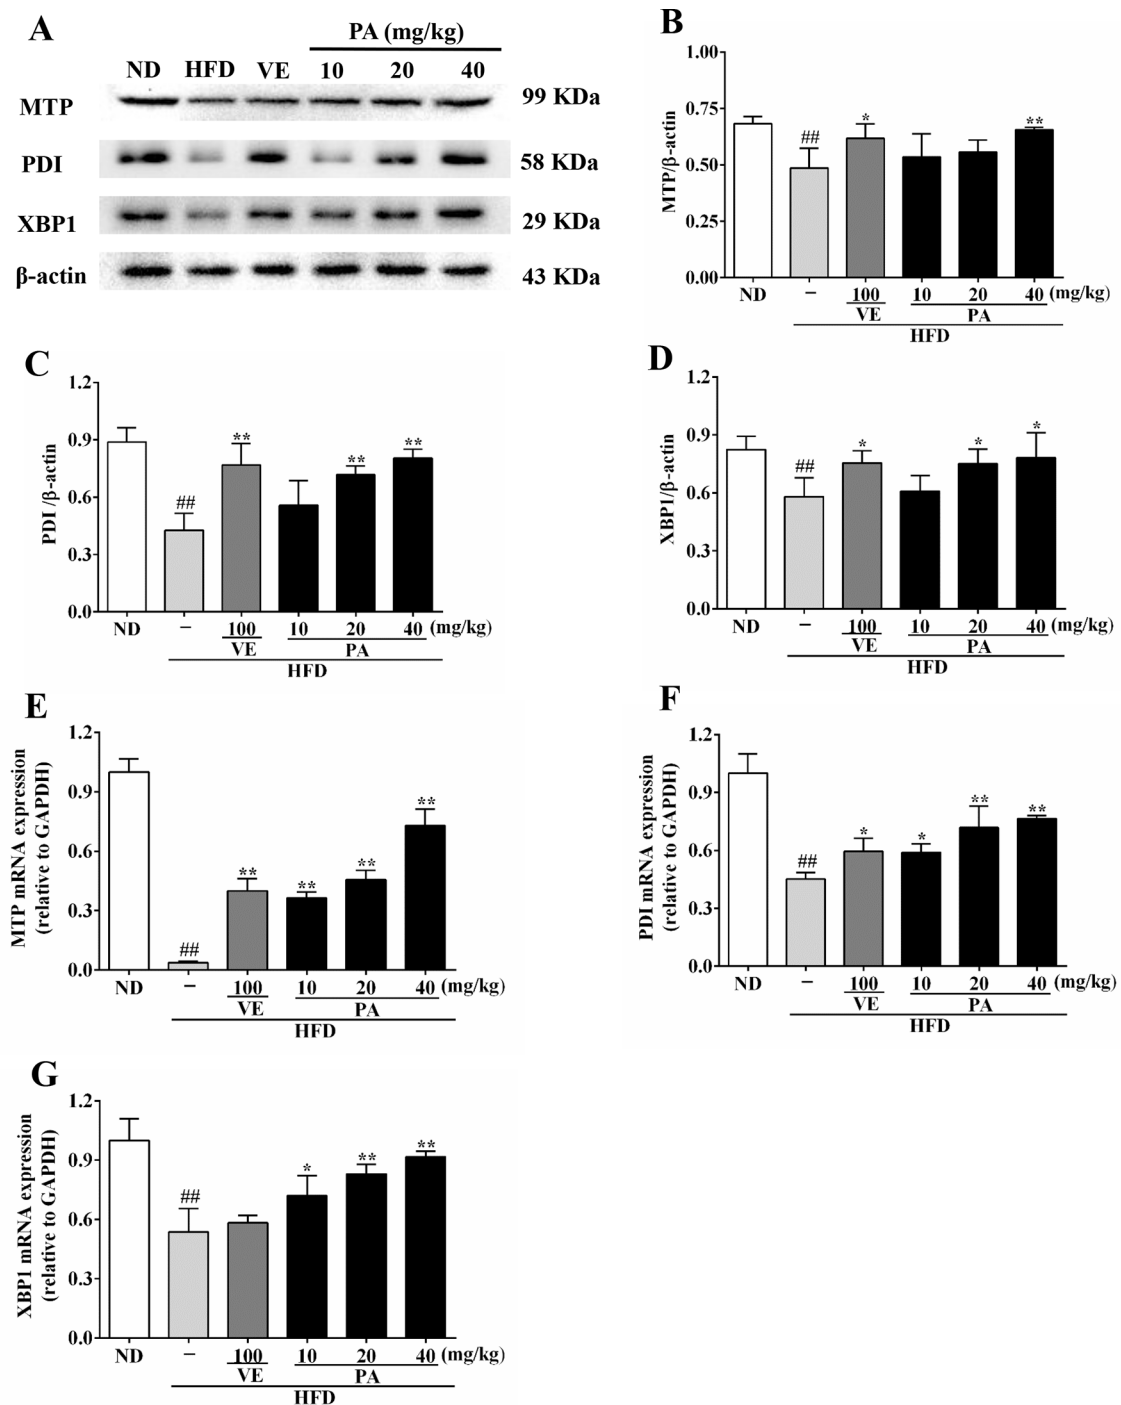 A
PA (mg/kg)
ND HFD VE 10 20 40
MTP 99 KDa
PDI 58 KDa
XBP1 29 KDa
β-actin 43 KDa
B
MTP/β-actin
1.00
0.75
0.50
0.25
0.00
## * **
ND – 100 10 20 40 (mg/kg)
VE PA
HFD
C
PDI /β-actin
1.2
0.9
0.6
0.3
0.0
## ** ** **
ND – 100 10 20 40 (mg/kg)
VE PA
HFD
D
XBP1/β-actin
1.2
0.9
0.6
0.3
0.0
## * * *
ND – 100 10 20 40 (mg/kg)
VE PA
HFD
E
MTP mRNA expression
(relative to GAPDH)
1.2
0.9
0.6
0.3
0.0
## ** ** ** **
ND – 100 10 20 40 (mg/kg)
VE PA
HFD
F
PDI mRNA expression
(relative to GAPDH)
1.2
0.9
0.6
0.3
0.0
## * * ** **
ND – 100 10 20 40 (mg/kg)
VE PA
HFD
G
XBP1 mRNA expression
(relative to GAPDH)
1.2
0.9
0.6
0.3
0.0
## * ** **
ND – 100 10 20 40 (mg/kg)
VE PA
HFD